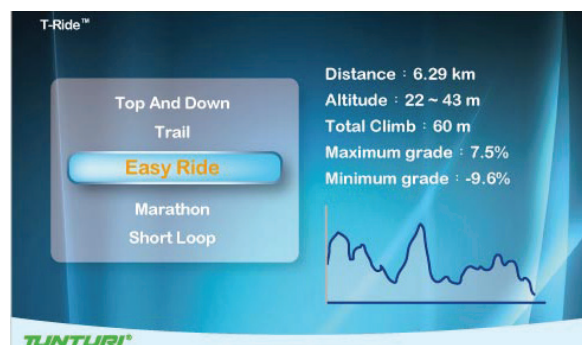 T-Ride™
Top And Down
Trail
Easy Ride
Marathon
Short Loop
Distance : 6.29 km
Altitude : 22 ~ 43 m
Total Climb : 60 m
Maximum grade : 7.5%
Minimum grade : -9.6%
TUNTURI®